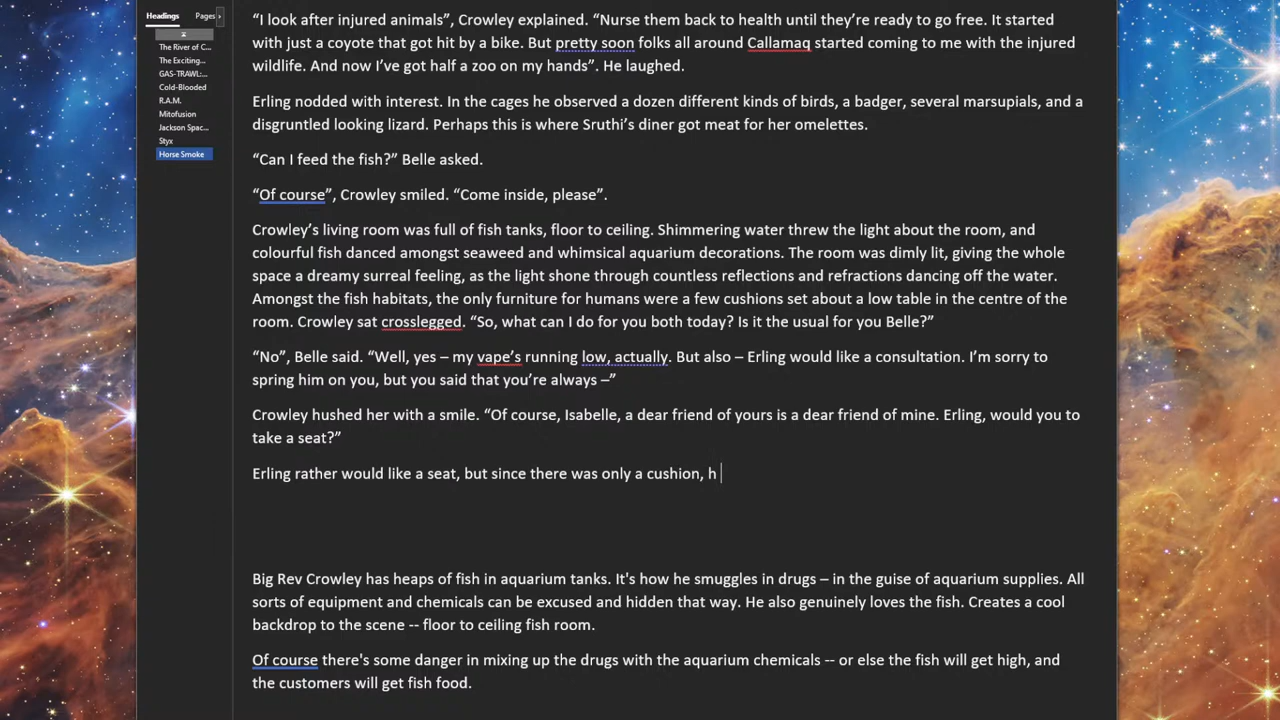 Headings
Pages
The River of C...
The Exciting...
GAS-TRAWL:...
Cold-Blooded
R.A.M.
Mitofusion
Jackson Spac...
Styx
Horse Smoke
“I look after injured animals”, Crowley explained. “Nurse them back to health until they’re ready to go free. It started
with just a coyote that got hit by a bike. But pretty soon folks all around Callamaq started coming to me with the injured
wildlife. And now I’ve got half a zoo on my hands”. He laughed.
Erling nodded with interest. In the cages he observed a dozen different kinds of birds, a badger, several marsupials, and a
disgruntled looking lizard. Perhaps this is where Sruthi’s diner got meat for her omelettes.
“Can I feed the fish?” Belle asked.
“Of course”, Crowley smiled. “Come inside, please”.
Crowley’s living room was full of fish tanks, floor to ceiling. Shimmering water threw the light about the room, and
colourful fish danced amongst seaweed and whimsical aquarium decorations. The room was dimly lit, giving the whole
space a dreamy surreal feeling, as the light shone through countless reflections and refractions dancing off the water.
Amongst the fish habitats, the only furniture for humans were a few cushions set about a low table in the centre of the
room. Crowley sat crosslegged. “So, what can I do for you both today? Is it the usual for you Belle?”
“No”, Belle said. “Well, yes – my vape’s running low, actually. But also – Erling would like a consultation. I’m sorry to
spring him on you, but you said that you’re always –”
Crowley hushed her with a smile. “Of course, Isabelle, a dear friend of yours is a dear friend of mine. Erling, would you to
take a seat?”
Erling rather would like a seat, but since there was only a cushion, h
Big Rev Crowley has heaps of fish in aquarium tanks. It's how he smuggles in drugs – in the guise of aquarium supplies. All
sorts of equipment and chemicals can be excused and hidden that way. He also genuinely loves the fish. Creates a cool
backdrop to the scene -- floor to ceiling fish room.
Of course there's some danger in mixing up the drugs with the aquarium chemicals -- or else the fish will get high, and
the customers will get fish food.